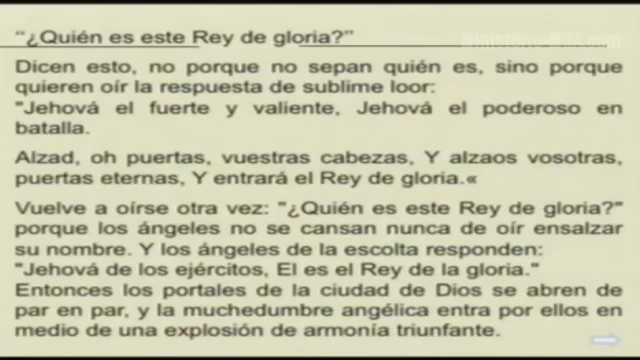 “¿Quién es este Rey de gloria?”
Dicen esto, no porque no sepan quién es, sino porque
quieren oír la respuesta de sublime loor:
"Jehová el fuerte y valiente, Jehová el poderoso en
batalla.
Alzad, oh puertas, vuestras cabezas, Y alzaos vosotras,
puertas eternas, Y entrará el Rey de gloria.«
Vuelve a oírse otra vez: "¿Quién es este Rey de gloria?"
porque los ángeles no se cansan nunca de oír ensalzar
su nombre. Y los ángeles de la escolta responden:
"Jehová de los ejércitos, El es el Rey de la gloria."
Entonces los portales de la ciudad de Dios se abren de
par en par, y la muchedumbre angélica entra por ellos en
medio de una explosión de armonía triunfante.